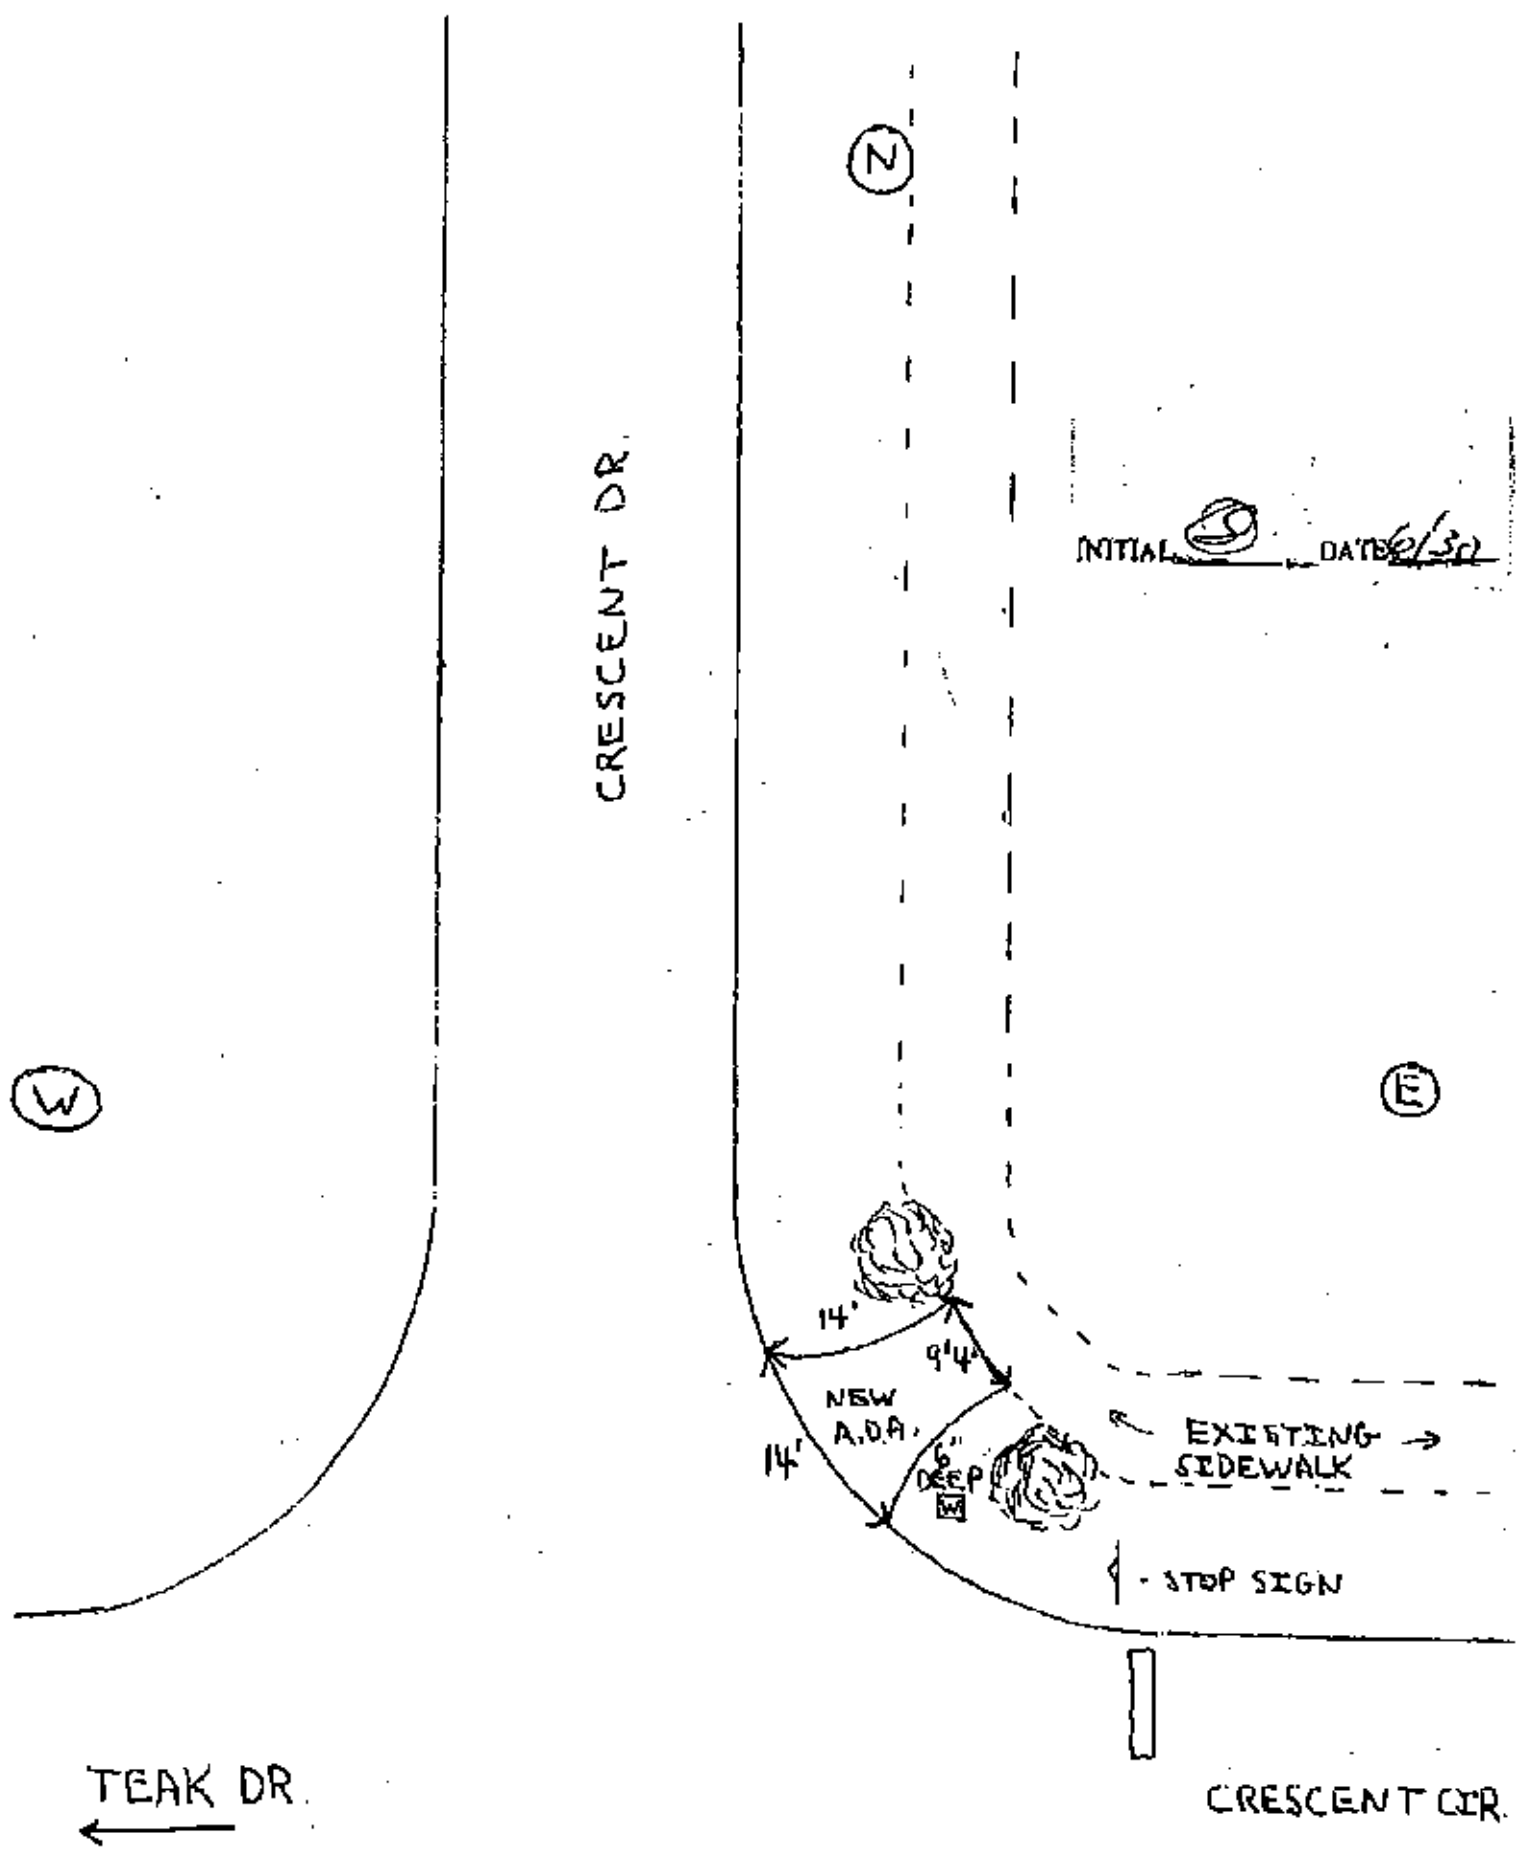 N
CRESCENT DR.
INITIAL DATE 6/30
W
E
14'
9'4"
NEW
A.D.A.
14'
6"
DEEP
W
EXISTING
SIDEWALK
- STOP SIGN
TEAK DR.
CRESCENT CIR.